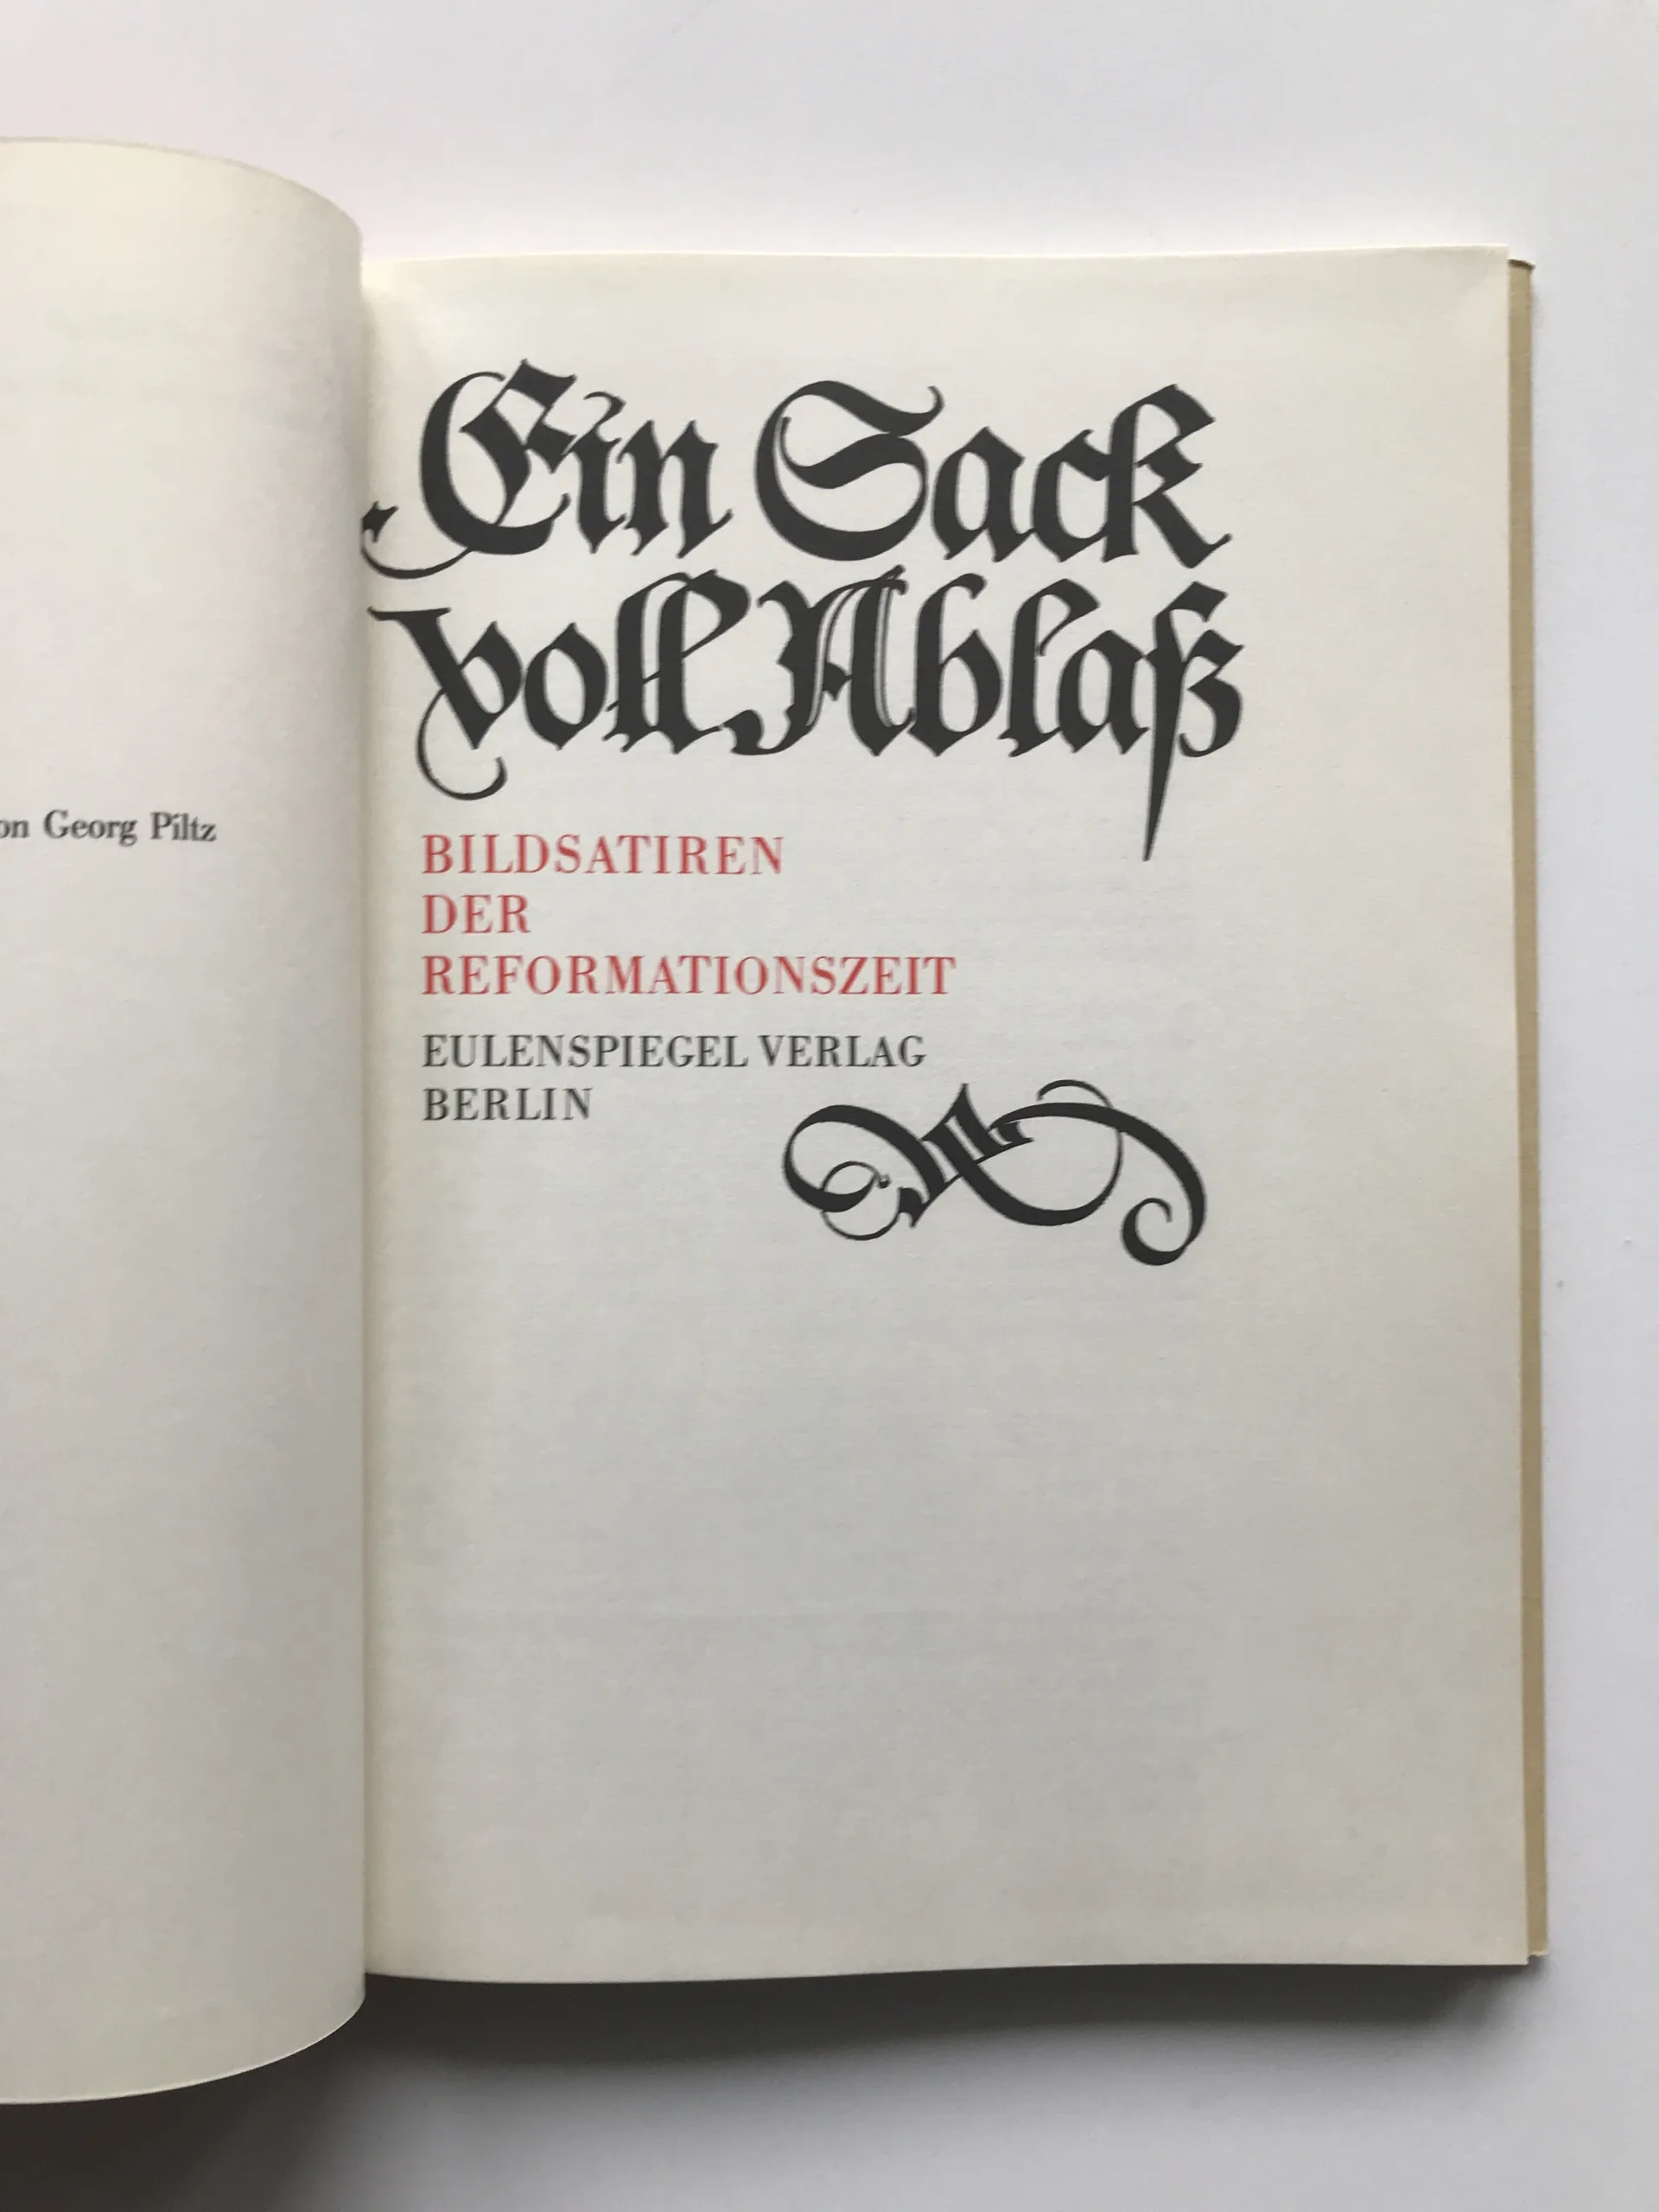 on Georg Piltz
Ein Sack
voll Ablaß
BILDSATIREN
DER
REFORMATIONSZEIT
EULENSPIEGEL VERLAG
BERLIN